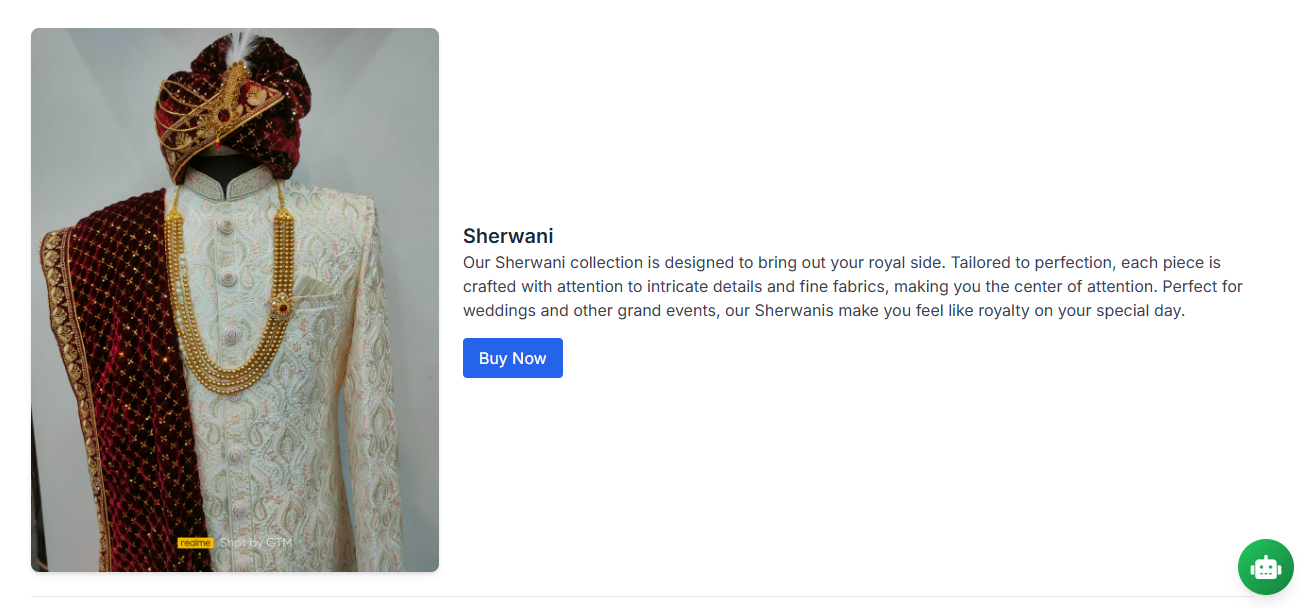 Sherwani
Our Sherwani collection is designed to bring out your royal side. Tailored to perfection, each piece is
crafted with attention to intricate details and fine fabrics, making you the center of attention. Perfect for
weddings and other grand events, our Sherwanis make you feel like royalty on your special day.
Buy Now
realme Shot by GTM